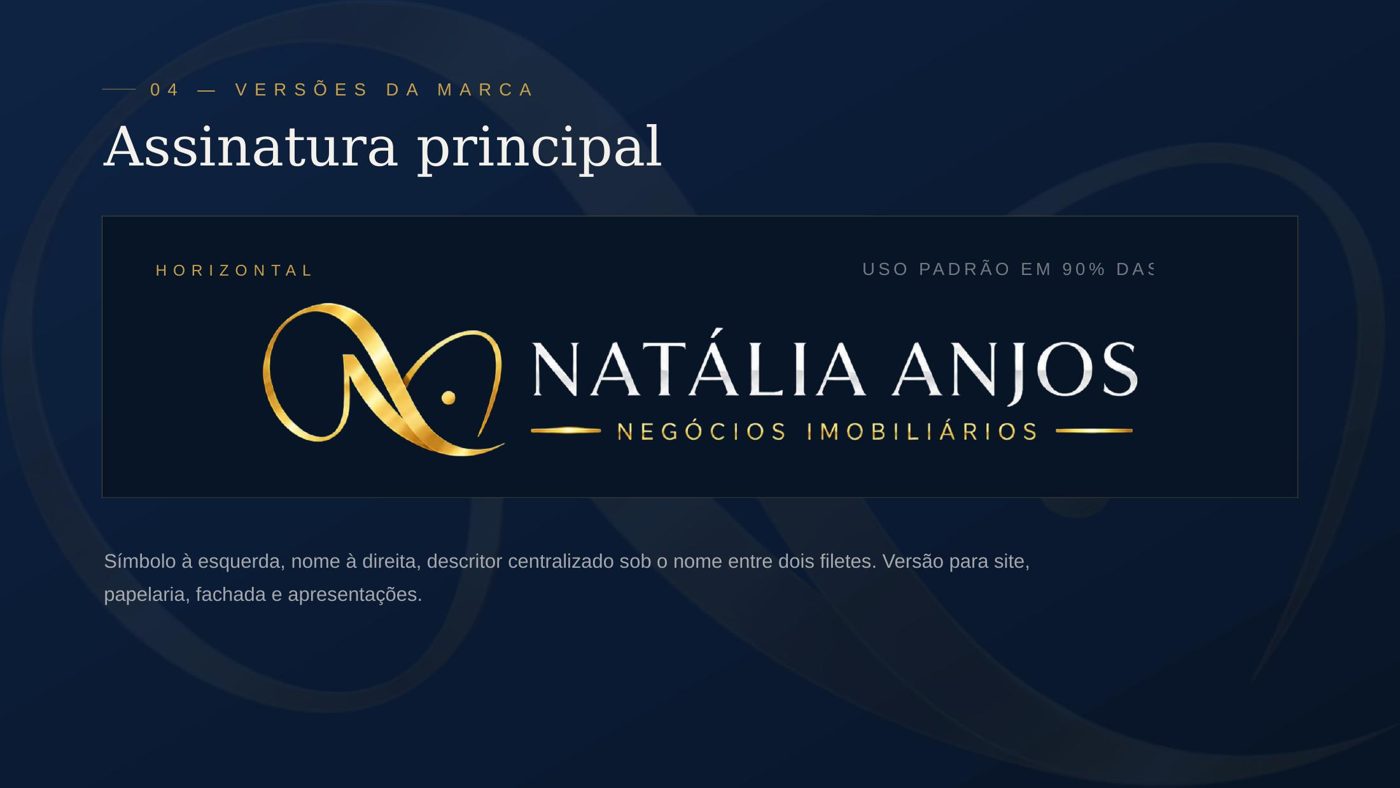 04 — VERSÕES DA MARCA
Assinatura principal
HORIZONTAL
USO PADRÃO EM 90% DAS
NATÁLIA ANJOS
NEGÓCIOS IMOBILIÁRIOS
Símbolo à esquerda, nome à direita, descritor centralizado sob o nome entre dois filetes. Versão para site,
papelaria, fachada e apresentações.